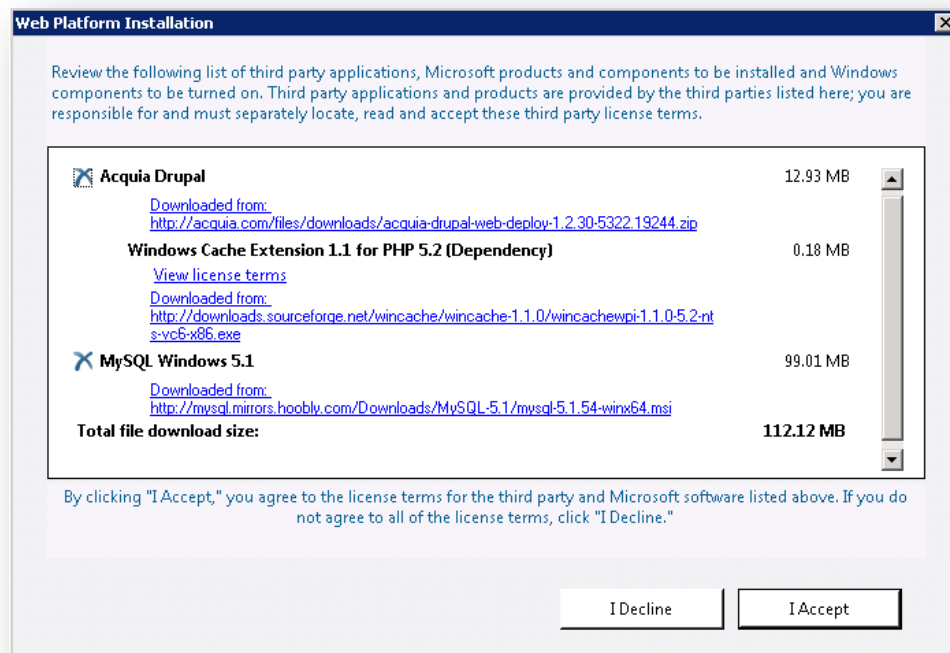 Web Platform Installation
Review the following list of third party applications, Microsoft products and components to be installed and Windows
components to be turned on. Third party applications and products are provided by the third parties listed here; you are
responsible for and must separately locate, read and accept these third party license terms.
Acquia Drupal 12.93 MB
Downloaded from:
http://acquia.com/files/downloads/acquia-drupal-web-deploy-1.2.30-5322.19244.zip
Windows Cache Extension 1.1 for PHP 5.2 (Dependency) 0.18 MB
View license terms
Downloaded from:
http://downloads.sourceforge.net/wincache/wincache-1.1.0/wincachewpi-1.1.0-5.2-nt
s-vc6-x86.exe
MySQL Windows 5.1 99.01 MB
Downloaded from:
http://mysql.mirrors.hoobly.com/Downloads/MySQL-5.1/mysql-5.1.54-winx64.msi
Total file download size: 112.12 MB
By clicking "I Accept," you agree to the license terms for the third party and Microsoft software listed above. If you do
not agree to all of the license terms, click "I Decline."
I Decline I Accept